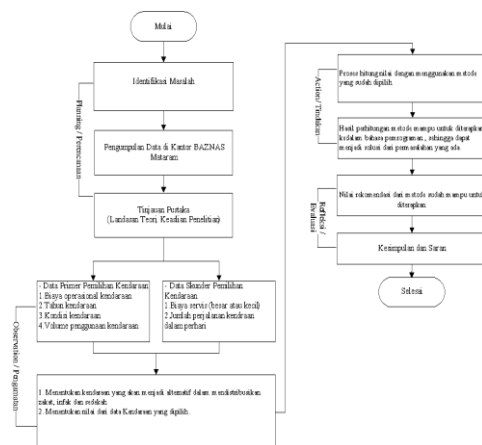 Mulai
Identifikasi Masalah
Planning / Perencanaan
Pengumpulan Data di Kantor BAZNAS
Mataram
Tinjauan Pustaka
(Landasan Teori, Keaslian Penelitian)
- Data Primer Pemilihan Kendaraan
1.Biaya operasional kendaraan
2 Tahun kendaraan
3.Kondisi kendaraan
4.Volume penggunaan kendaraan
- Data Skunder Pemilihan
Kendaraan
1.Biaya servis (berat atau kecil)
2 Jumlah perjalanan kendraan
dalam perhari
Observation / Pengamatan
1. Menentukan kendaraan yang akan menjadi alternatif dalam mendistribusikan
zakat, infak dan sedekah.
2. Menentukan nilai dari data Kendaraan yang dipilih.
Proses hitung nilai dengan menggunakan metode
yang sudah dipilih.
Action/ Tindakan
Hasil perhitungan metode mampu untuk diterapkan
kedalam bahasa pemrograman, sehingga dapat
menjadi solusi dari permasalahan yang ada.
Nilai rekomendasi dari metode sudah mampu untuk
diterapkan
Refleksi /
Evaluasi
Kesimpulan dan Saran
Selesai